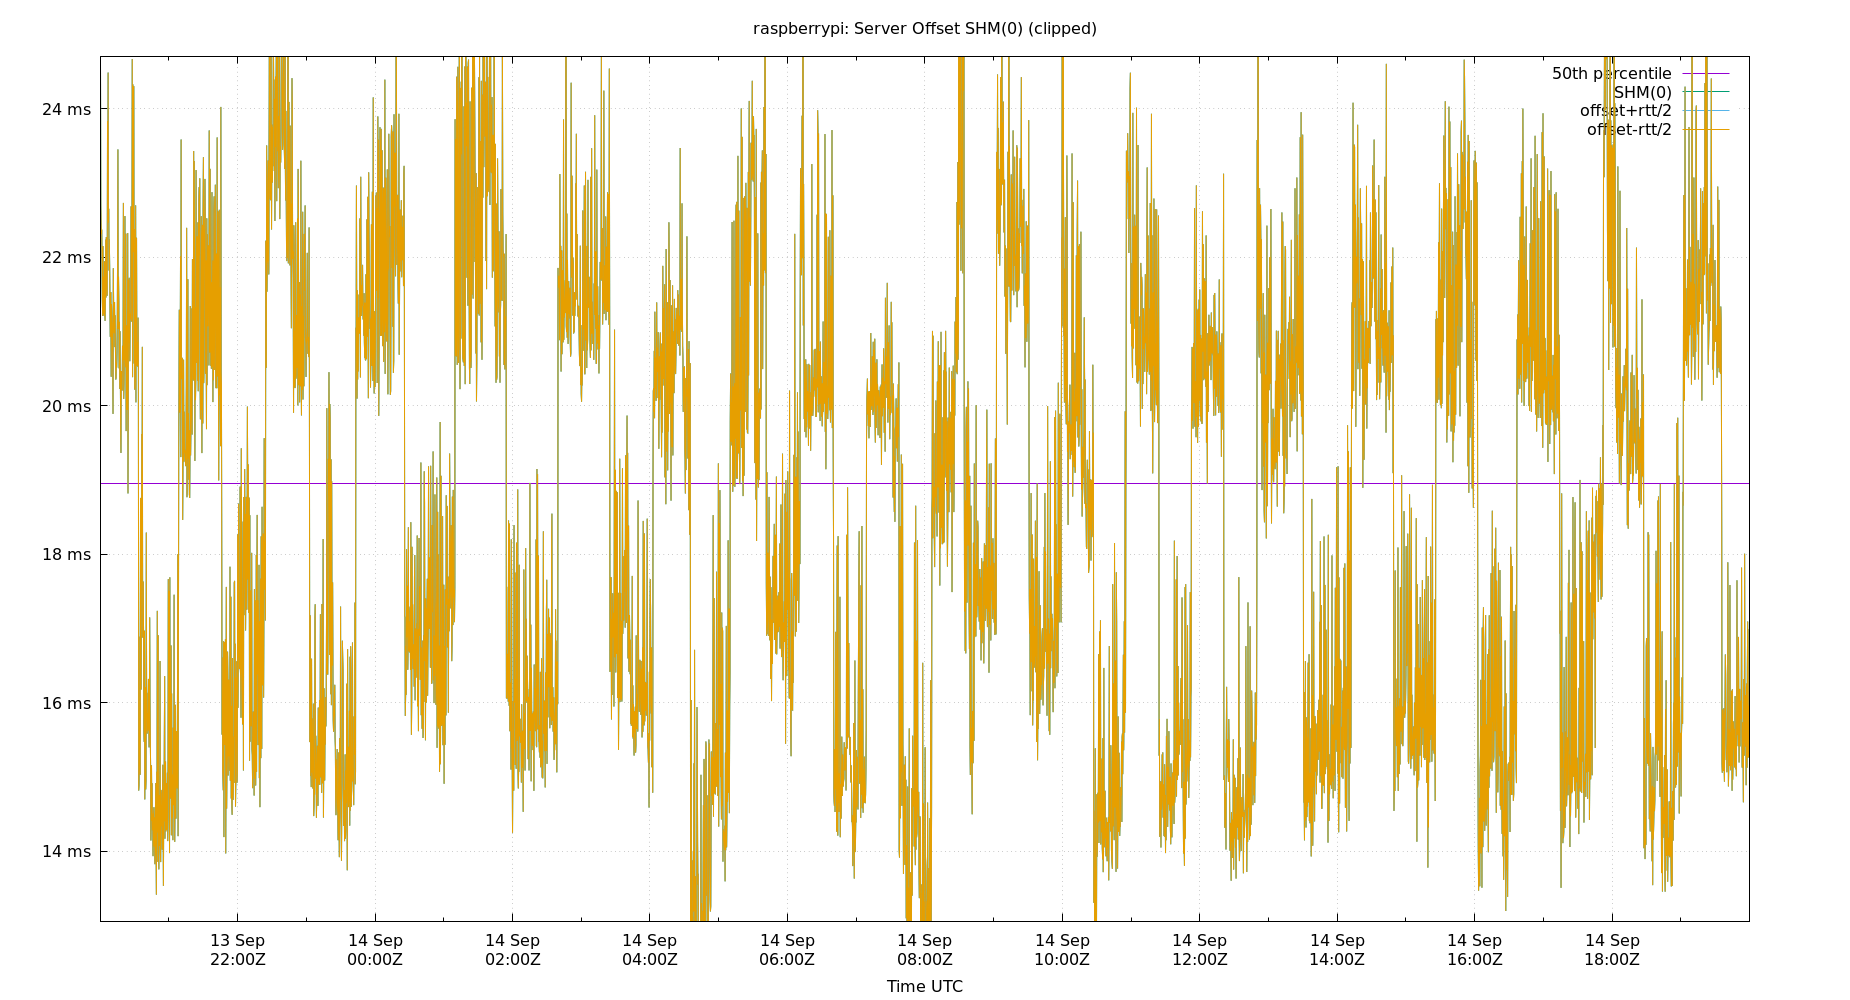 raspberrypi: Server Offset SHM(0) (clipped)
50th percentile
SHM(0)
offset+rtt/2
offset-rtt/2
24 ms
22 ms
20 ms
18 ms
16 ms
14 ms
13 Sep 14 Sep 14 Sep 14 Sep 14 Sep 14 Sep 14 Sep 14 Sep 14 Sep 14 Sep 14 Sep
22:00Z 00:00Z 02:00Z 04:00Z 06:00Z 08:00Z 10:00Z 12:00Z 14:00Z 16:00Z 18:00Z
Time UTC